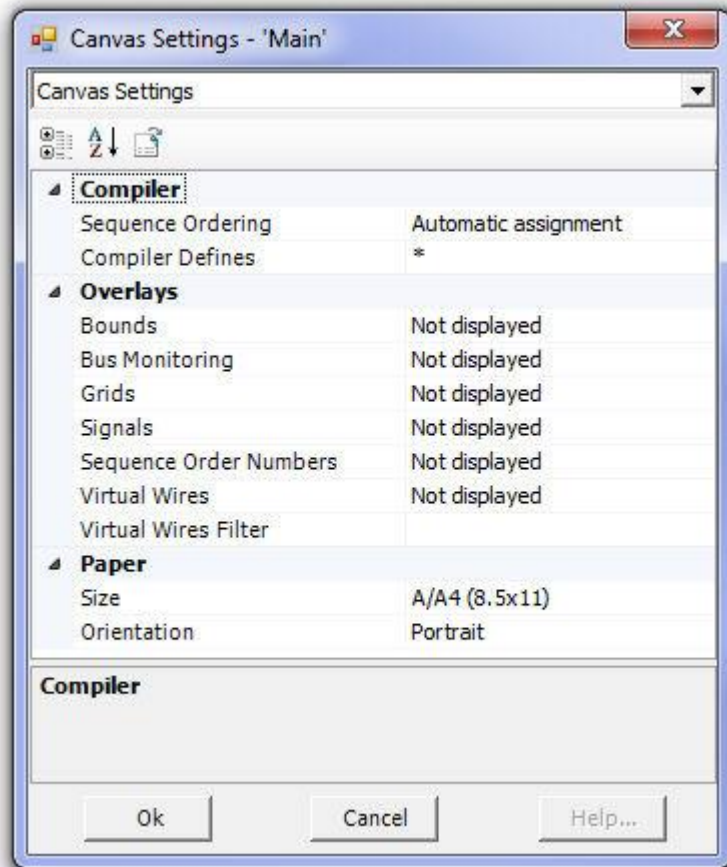 Canvas Settings - 'Main'
Canvas Settings
A Z
Compiler
Sequence Ordering Automatic assignment
Compiler Defines *
Overlays
Bounds Not displayed
Bus Monitoring Not displayed
Grids Not displayed
Signals Not displayed
Sequence Order Numbers Not displayed
Virtual Wires Not displayed
Virtual Wires Filter
Paper
Size A/A4 (8.5x11)
Orientation Portrait
Compiler
Ok Cancel Help...